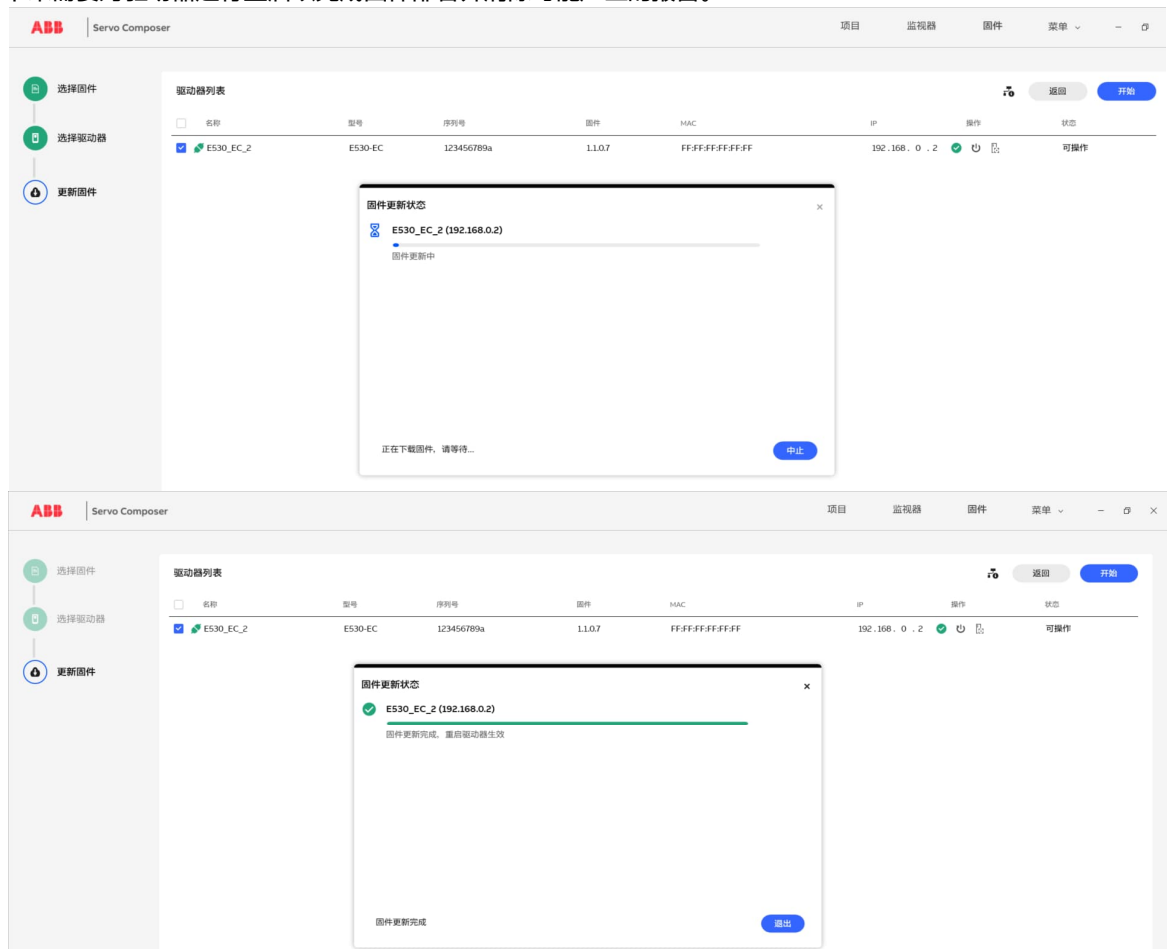 ABB Servo Composer 项目 监视器 固件 菜单
选择固件
选择驱动器
更新固件
驱动器列表 返回 开始
名称 型号 序列号 固件 MAC IP 操作 状态
E530_EC_2 E530-EC 123456789a 1.1.0.7 FF:FF:FF:FF:FF:FF 192.168. 0 . 2 可操作
固件更新状态
E530_EC_2 (192.168.0.2)
固件更新中
正在下载固件, 请等待... 中止
ABB Servo Composer 项目 监视器 固件 菜单
选择固件
选择驱动器
更新固件
驱动器列表 返回 开始
名称 型号 序列号 固件 MAC IP 操作 状态
E530_EC_2 E530-EC 123456789a 1.1.0.7 FF:FF:FF:FF:FF:FF 192.168. 0 . 2 可操作
固件更新状态
E530_EC_2 (192.168.0.2)
固件更新完成, 重启驱动器生效
固件更新完成 退出